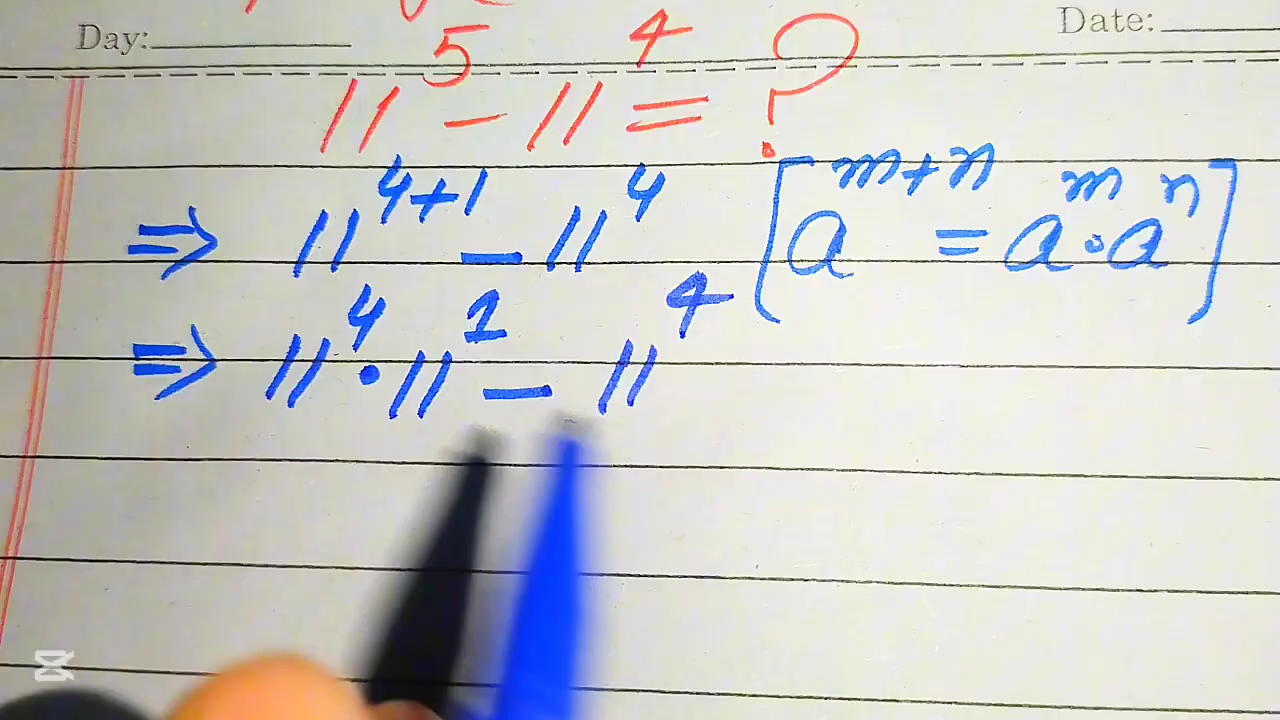 Day: Date:
11^5 - 11^4 = ?
⇒ 11^{4+1} - 11^4 [a^{m+n} = a^m · a^n]
⇒ 11^4 · 11^1 - 11^4